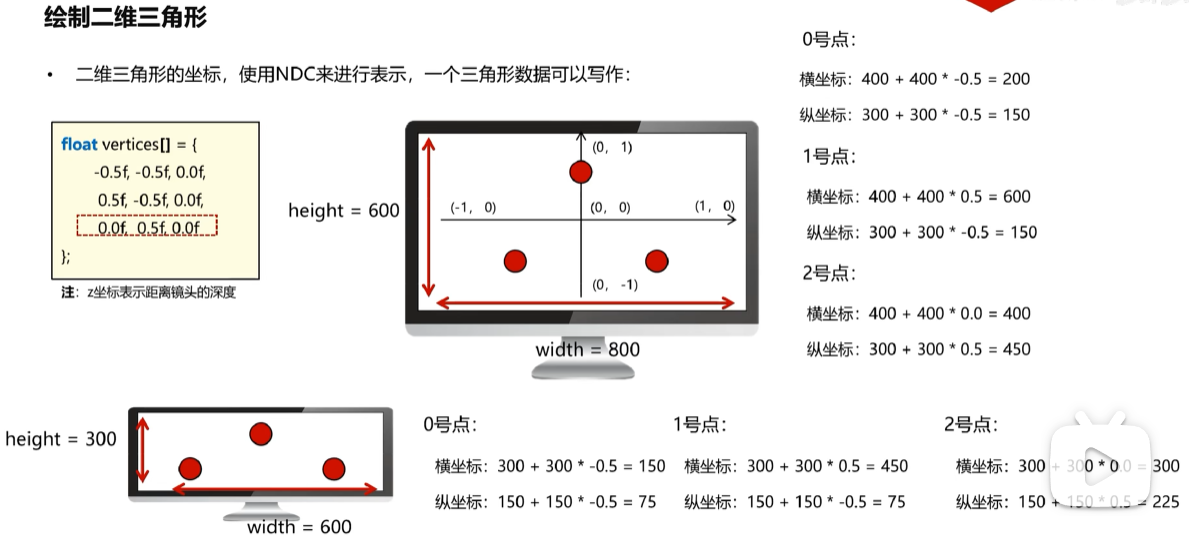 绘制二维三角形
• 二维三角形的坐标，使用NDC来进行表示，一个三角形数据可以写作：
float vertices[] = {
-0.5f, -0.5f, 0.0f,
0.5f, -0.5f, 0.0f,
0.0f, 0.5f, 0.0f
};
注：z坐标表示距离镜头的深度
height = 600
(0, 1)
(-1, 0)
(0, 0)
(1, 0)
(0, -1)
width = 800
0号点：
横坐标：400 + 400 * -0.5 = 200
纵坐标：300 + 300 * -0.5 = 150
1号点：
横坐标：400 + 400 * 0.5 = 600
纵坐标：300 + 300 * -0.5 = 150
2号点：
横坐标：400 + 400 * 0.0 = 400
纵坐标：300 + 300 * 0.5 = 450
height = 300
width = 600
0号点：
横坐标：300 + 300 * -0.5 = 150
纵坐标：150 + 150 * -0.5 = 75
1号点：
横坐标：300 + 300 * 0.5 = 450
纵坐标：150 + 150 * -0.5 = 75
2号点：
横坐标：300 + 300 * 0.0 = 300
纵坐标：150 + 150 * 0.5 = 225